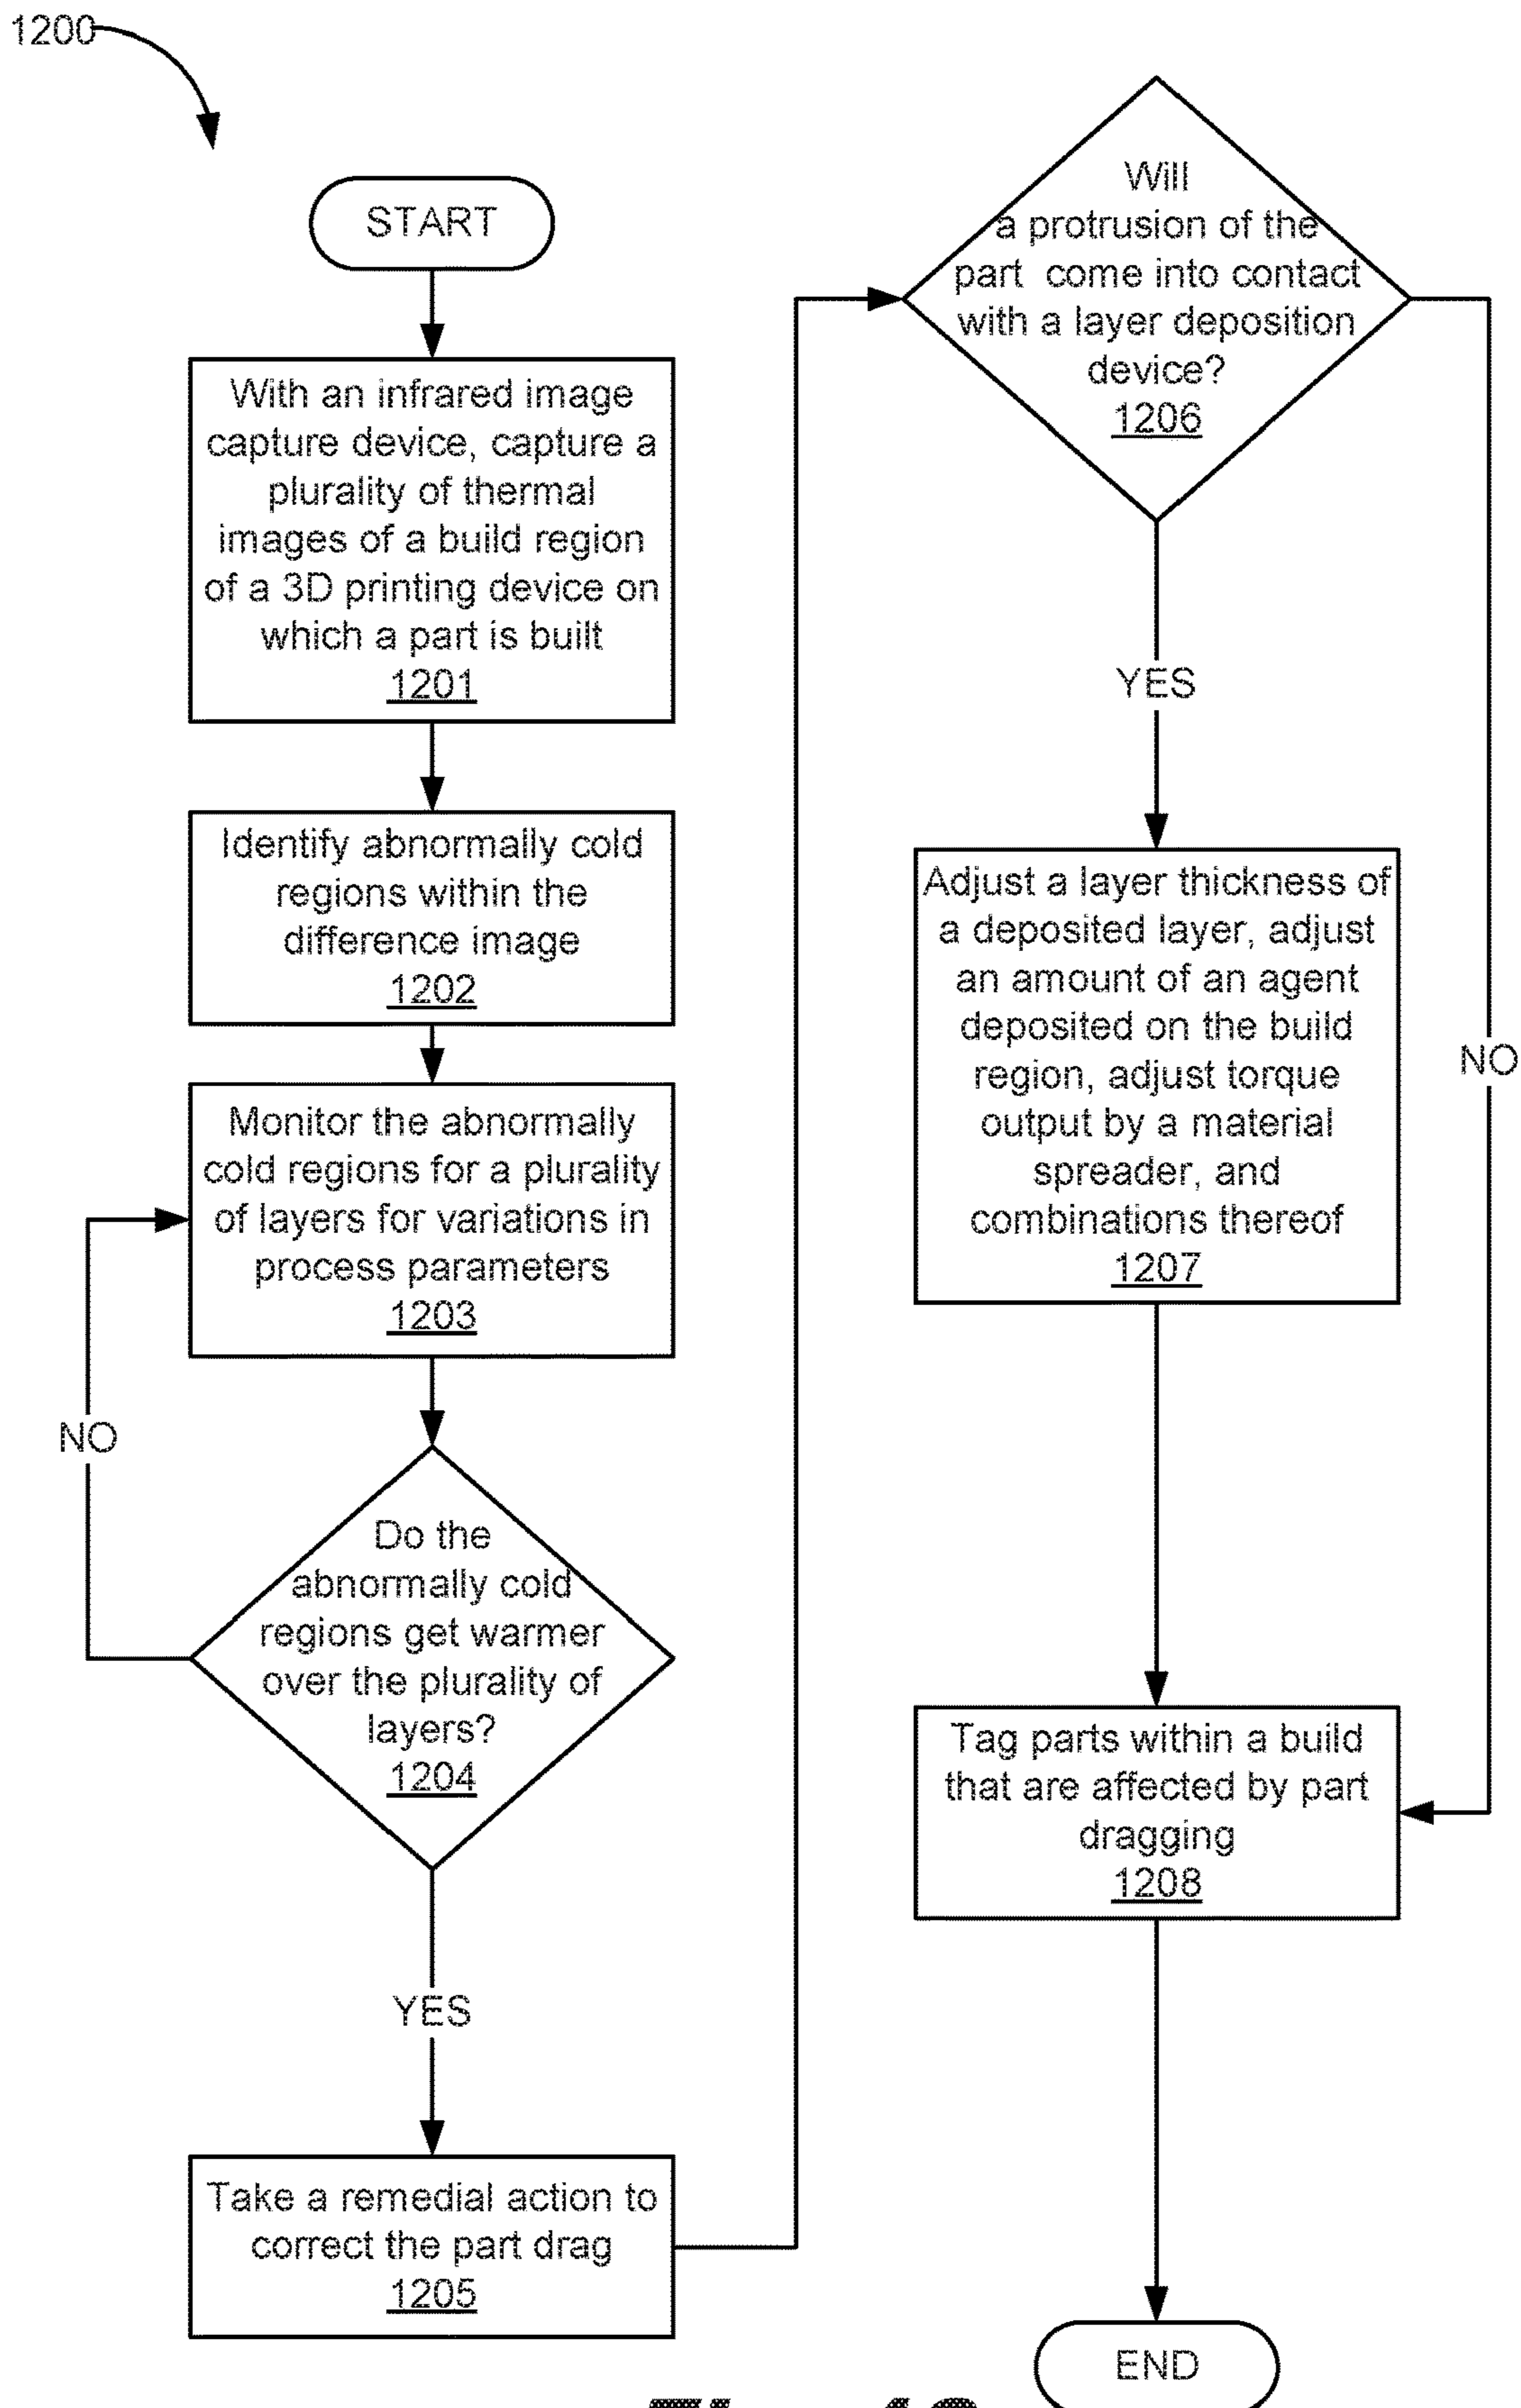 1200
START
With an infrared image
capture device, capture a
plurality of thermal
images of a build region
of a 3D printing device on
which a part is built
1201
Identify abnormally cold
regions within the
difference image
1202
Monitor the abnormally
cold regions for a plurality
of layers for variations in
process parameters
1203
NO
Do the
abnormally cold
regions get warmer
over the plurality of
layers?
1204
YES
Take a remedial action to
correct the part drag
1205
Will
a protrusion of the
part come into contact
with a layer deposition
device?
1206
YES
NO
Adjust a layer thickness of
a deposited layer, adjust
an amount of an agent
deposited on the build
region, adjust torque
output by a material
spreader, and
combinations thereof
1207
Tag parts within a build
that are affected by part
dragging
1208
END